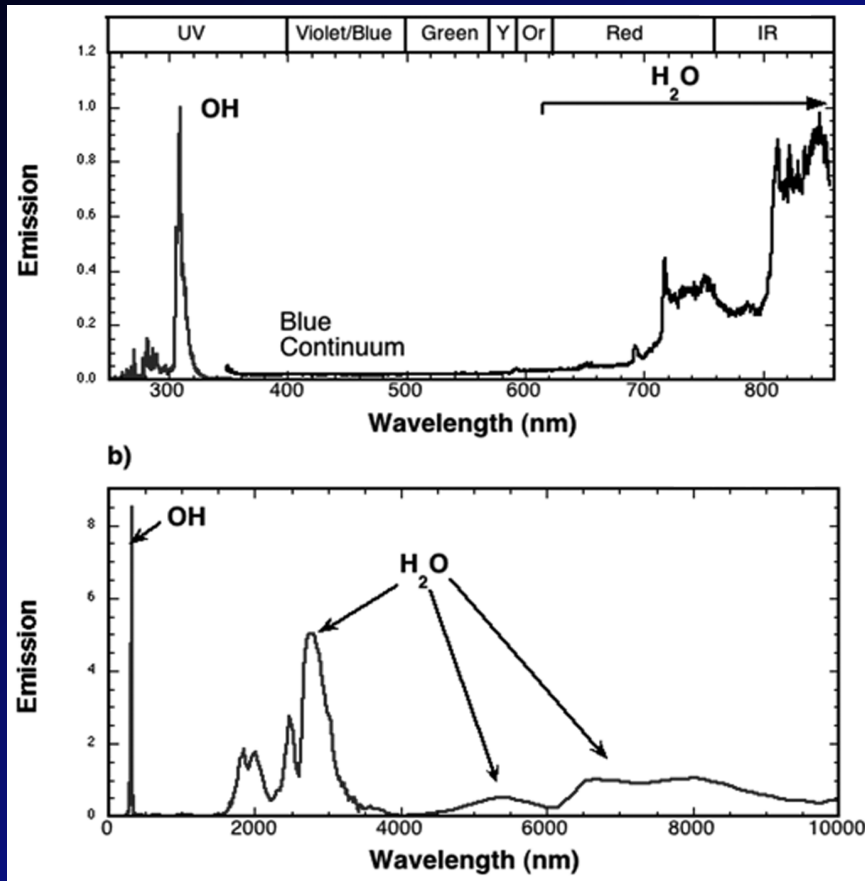 UV Violet/Blue Green Y Or Red IR
1.2
1.0
0.8
0.6
0.4
0.2
0.0
Emission
OH
H2O
Blue
Continuum
300 400 500 600 700 800
Wavelength (nm)
b)
8
6
4
2
0
Emission
OH
H2O
0 2000 4000 6000 8000 10000
Wavelength (nm)